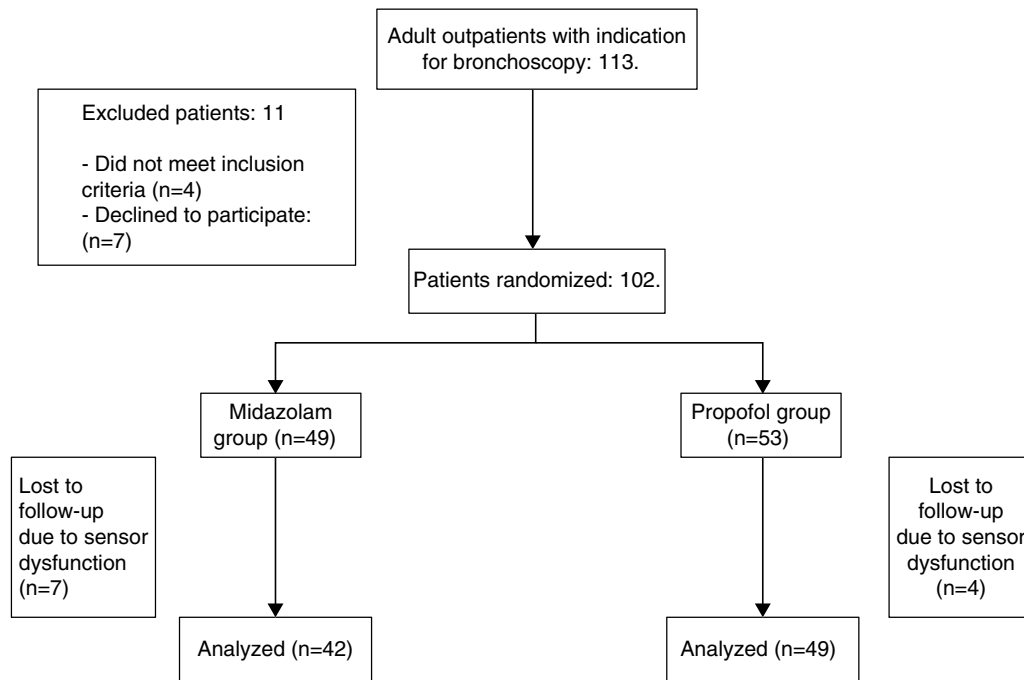 Adult outpatients with indication
for bronchoscopy: 113.
Excluded patients: 11
- Did not meet inclusion
criteria (n=4)
- Declined to participate:
(n=7)
Patients randomized: 102.
Midazolam
group (n=49)
Propofol group
(n=53)
Lost to
follow-up
due to sensor
dysfunction
(n=7)
Lost to
follow-up
due to sensor
dysfunction
(n=4)
Analyzed (n=42)
Analyzed (n=49)